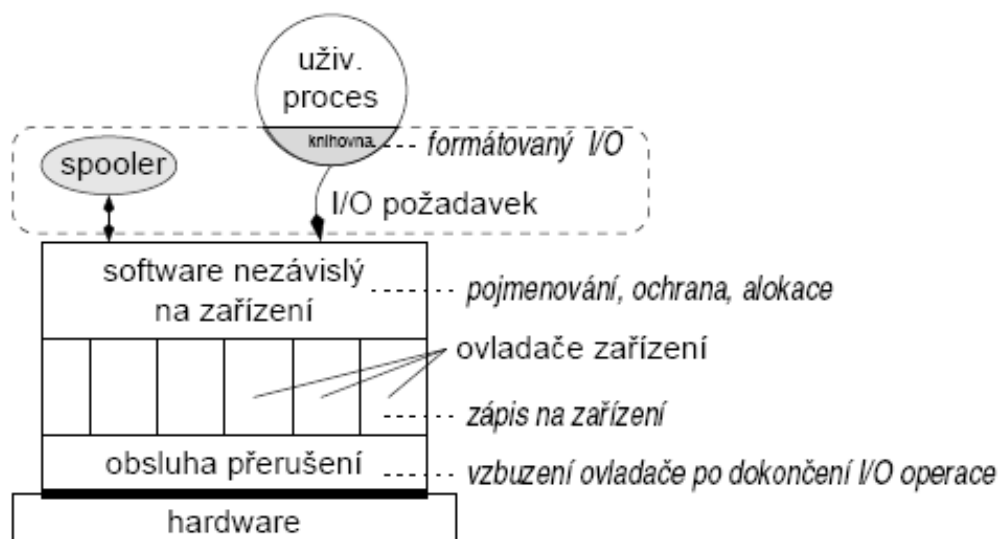 uživ.
proces
knihovna.
formátovaný I/O
spooler
I/O požadavek
software nezávislý
na zařízení
pojmenování, ochrana, alokace
ovladače zařízení
zápis na zařízení
obsluha přerušení
vzbuzení ovladače po dokončení I/O operace
hardware